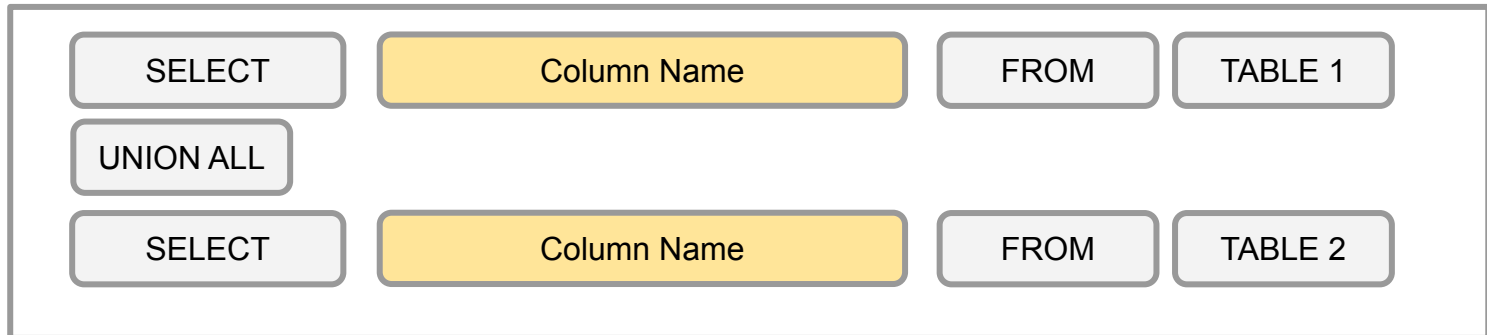 SELECT Column Name FROM TABLE 1
UNION ALL
SELECT Column Name FROM TABLE 2